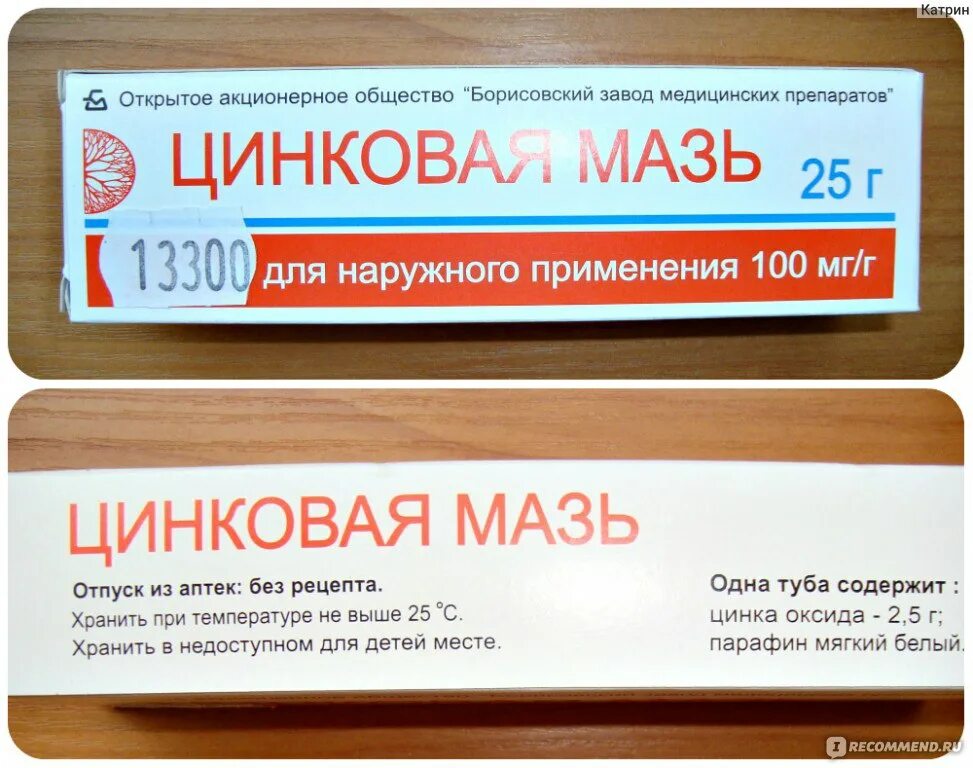 Катрин
Открытое акционерное общество "Борисовский завод медицинских препаратов"
ЦИНКОВАЯ МАЗЬ
25 г
13300
для наружного применения 100 мг/г
ЦИНКОВАЯ МАЗЬ
Отпуск из аптек: без рецепта.
Хранить при температуре не выше 25 °С.
Хранить в недоступном для детей месте.
Одна туба содержит :
цинка оксида - 2,5 г;
парафин мягкий белый.
IRECOMMEND.RU